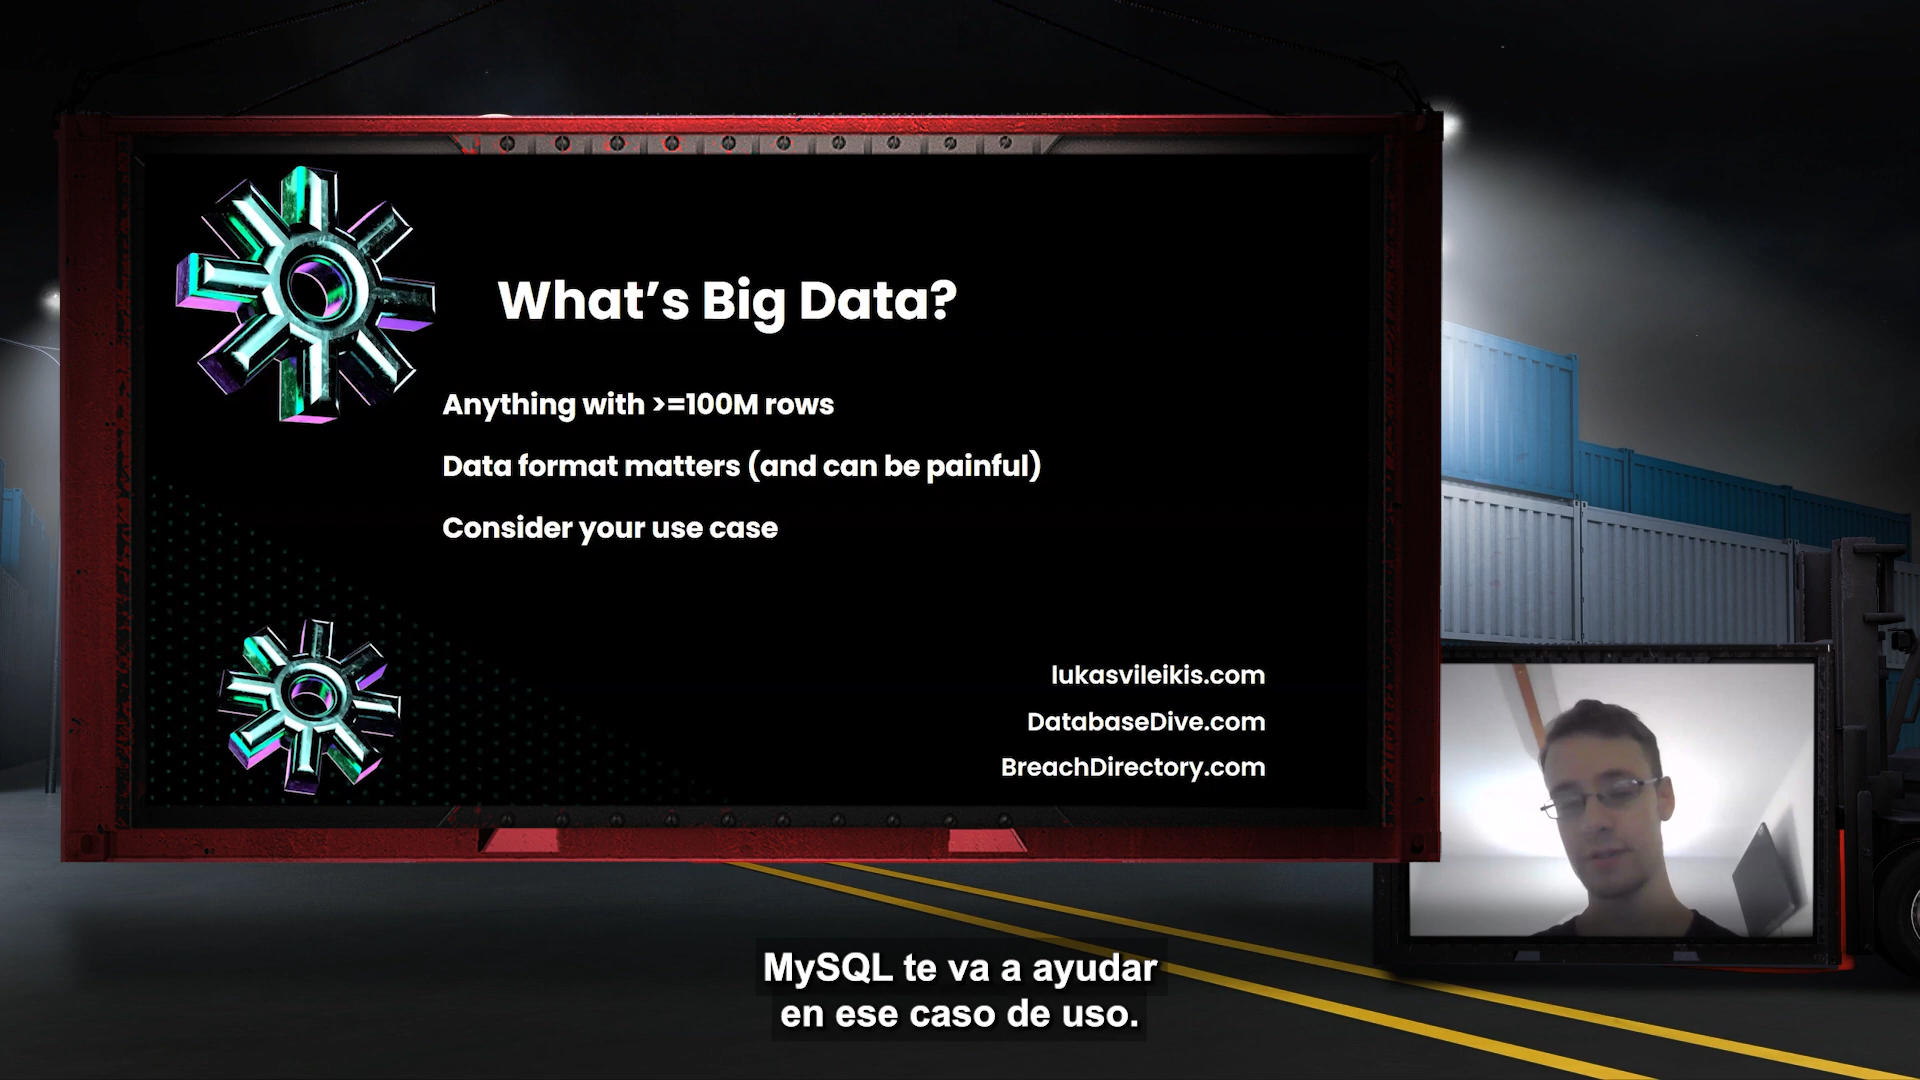 What's Big Data?
Anything with >=100M rows
Data format matters (and can be painful)
Consider your use case
lukasvileikis.com
DatabaseDive.com
BreachDirectory.com
MySQL te va a ayudar
en ese caso de uso.